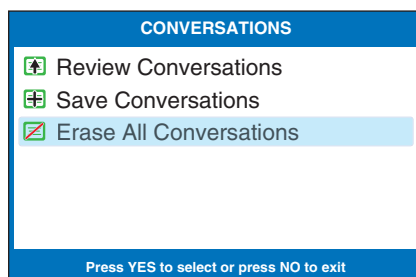 CONVERSATIONS
Review Conversations
Save Conversations
Erase All Conversations
Press YES to select or press NO to exit